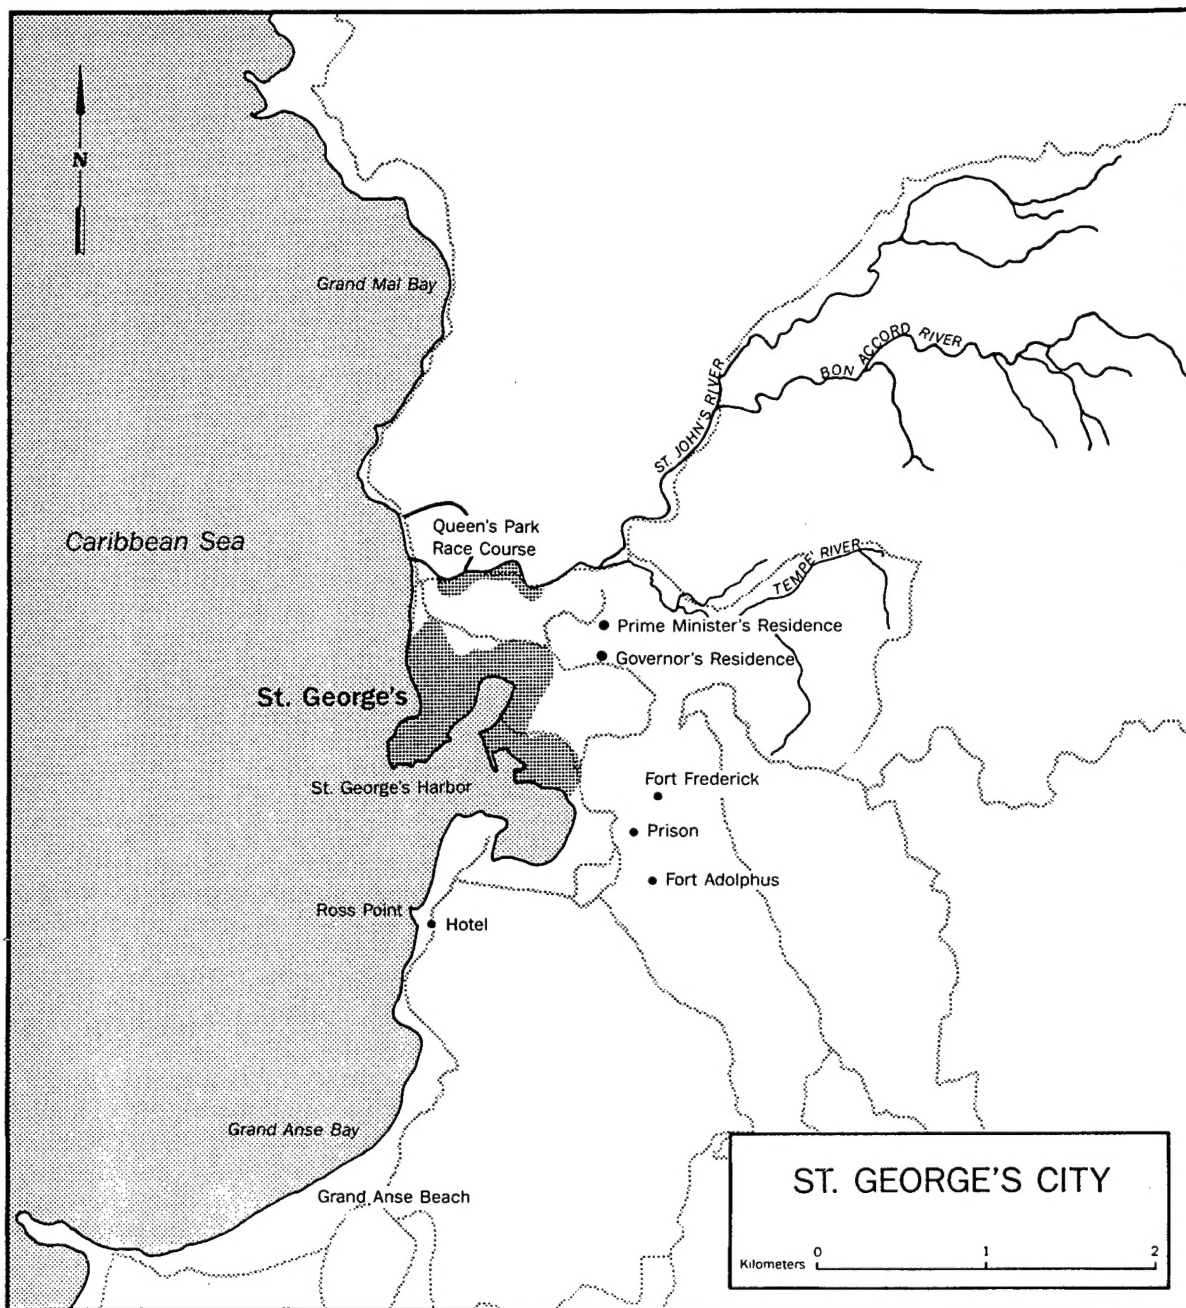 N
Grand Mal Bay
ST. JOHN'S RIVER
BON ACCORD RIVER
Queen's Park
Race Course
Caribbean Sea
TEMPE RIVER
Prime Minister's Residence
Governor's Residence
St. George's
St. George's Harbor
Fort Frederick
Prison
Fort Adolphus
Ross Point
Hotel
Grand Anse Bay
Grand Anse Beach
ST. GEORGE'S CITY
0 1 2
Kilometers